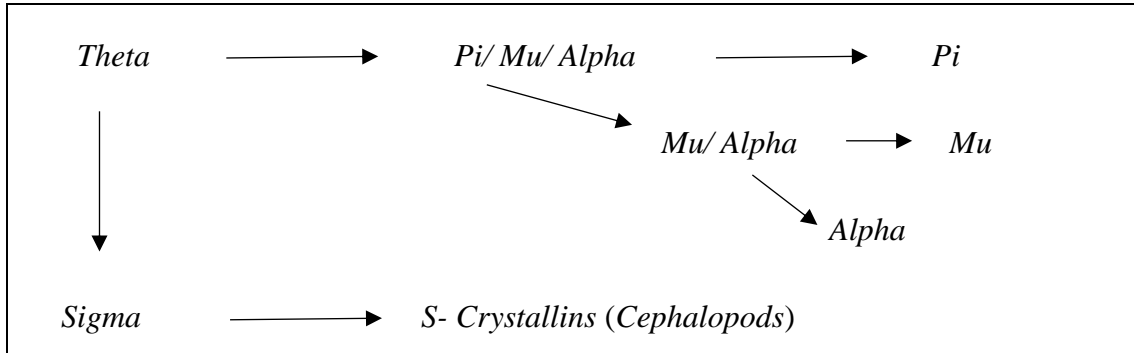 Theta Pi/ Mu/ Alpha Pi
Mu/ Alpha Mu
Alpha
Sigma S- Crystallins (Cephalopods)